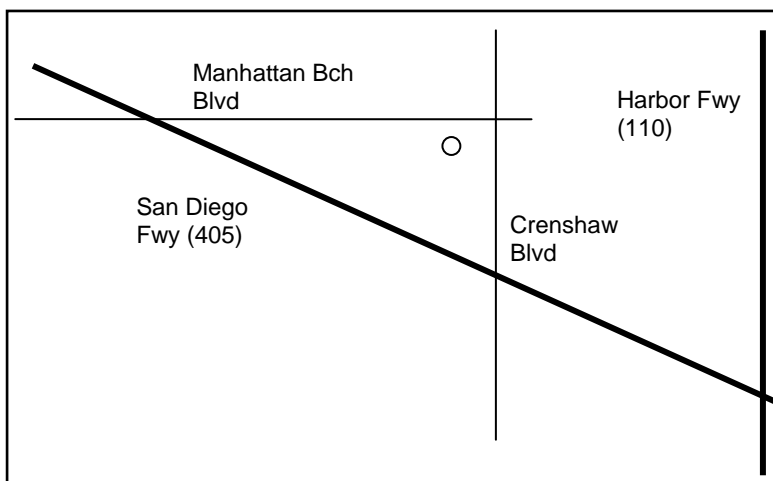 Manhattan Bch
Blvd
Harbor Fwy
(110)
San Diego
Fwy (405)
Crenshaw
Blvd